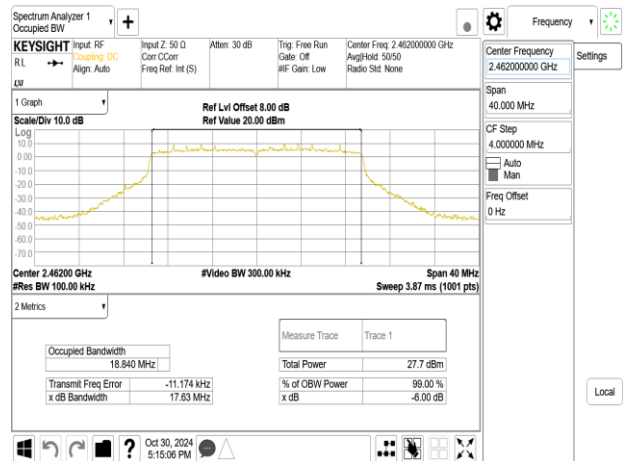 Spectrum Analyzer 1
Occupied BW
+
Frequency
KEYSIGHT
RL
Input: RF
Coupling: DC
Align: Auto
Input Z: 50 Ω
Corr CCorr
Freq Ref: Int (S)
Atten: 30 dB
Trig: Free Run
Gate: Off
#IF Gain: Low
Center Freq: 2.462000000 GHz
Avg|Hold: 50/50
Radio Std: None
Center Frequency
2.462000000 GHz
Settings
Span
40.000 MHz
CF Step
4.000000 MHz
Auto
Man
Freq Offset
0 Hz
1 Graph
Scale/Div 10.0 dB
Ref Lvl Offset 8.00 dB
Ref Value 20.00 dBm
Log
10.0
0.00
-10.0
-20.0
-30.0
-40.0
-50.0
-60.0
-70.0
Center 2.46200 GHz
#Res BW 100.00 kHz
#Video BW 300.00 kHz
Span 40 MHz
Sweep 3.87 ms (1001 pts)
2 Metrics
Measure Trace Trace 1
Occupied Bandwidth
18.840 MHz
Total Power 27.7 dBm
Transmit Freq Error -11.174 kHz
% of OBW Power 99.00 %
x dB Bandwidth 17.63 MHz
x dB -6.00 dB
Local
?
Oct 30, 2024
5:15:06 PM